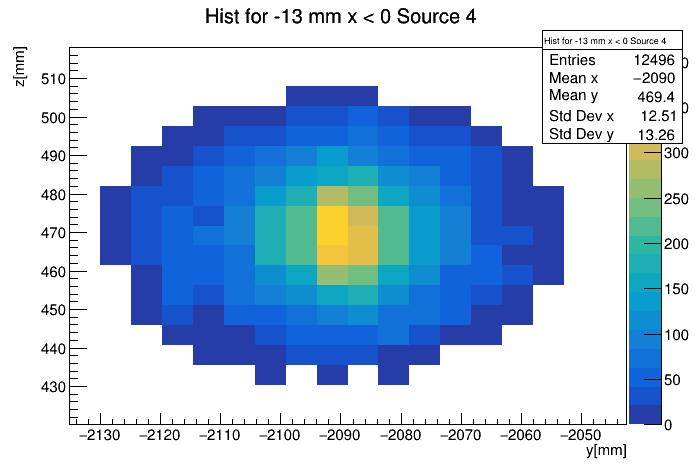 Hist for -13 mm x < 0 Source 4
z[mm]
Hist for -13 mm x < 0 Source 4
Entries 12496
Mean x −2090
Mean y 469.4
Std Dev x 12.51
Std Dev y 13.26
510
500
490
480
470
460
450
440
430
−2130 −2120 −2110 −2100 −2090 −2080 −2070 −2060 −2050
y[mm]
300
250
200
150
100
50
0